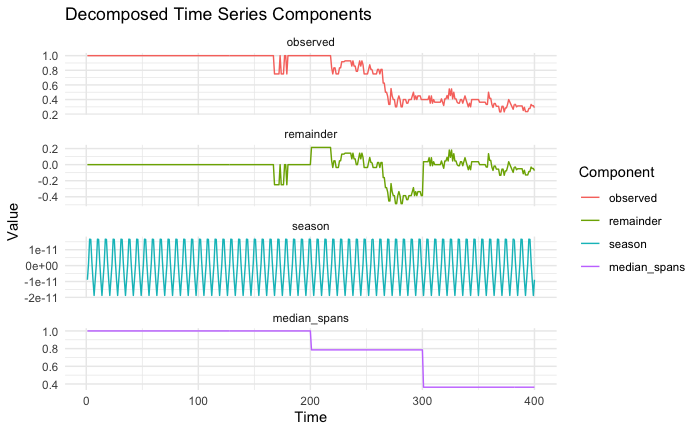 Decomposed Time Series Components
observed
1.0
0.8
0.6
0.4
0.2
remainder
0.2
0.0
-0.2
-0.4
season
1e-11
0e+00
-1e-11
-2e-11
median_spans
1.0
0.8
0.6
0.4
0
100
200
300
400
Time
Value
Component
observed
remainder
season
median_spans